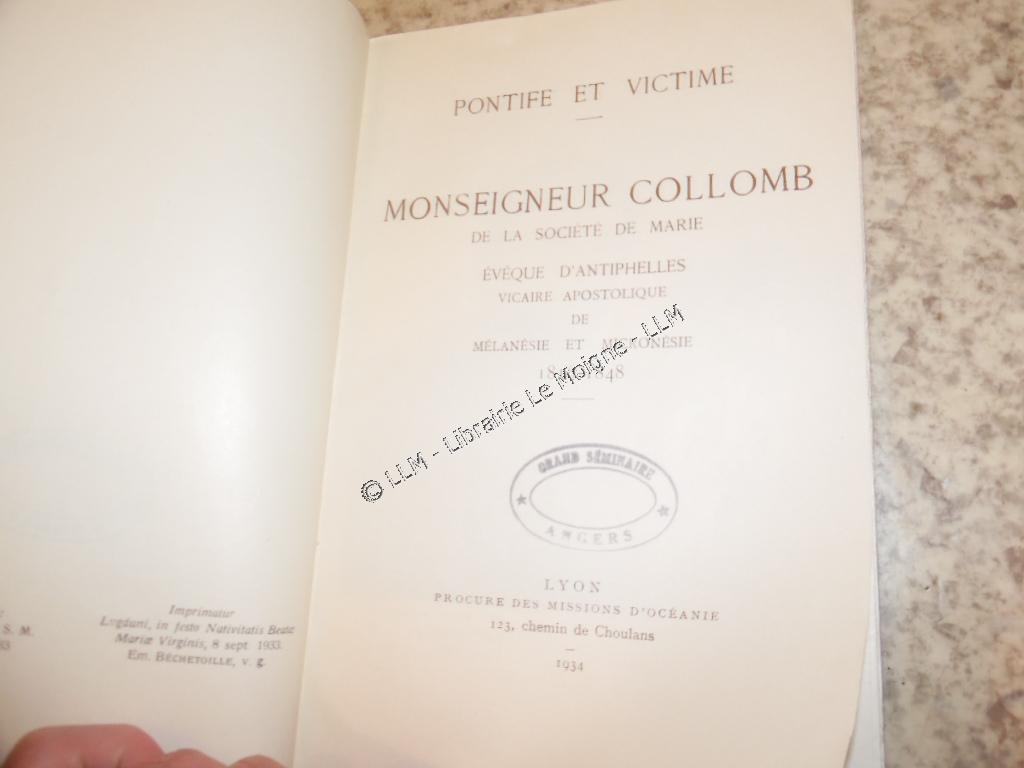 S. M.
Imprimatur
Lugduni, in festo Nativitatis Beatæ
Mariæ Virginis, 8 sept. 1933.
Em. BÉCHETOILLE, v. g.
PONTIFE ET VICTIME
MONSEIGNEUR COLLOMB
DE LA SOCIÉTÉ DE MARIE
ÉVÊQUE D'ANTIPHELLES
VICAIRE APOSTOLIQUE
DE
MÉLANÉSIE ET MICRONÉSIE
© LLM - Librairie Le Moigne - LLM
GRAND SÉMINAIRE
ANGERS
LYON
PROCURE DES MISSIONS D'OCÉANIE
123, chemin de Choulans
1934